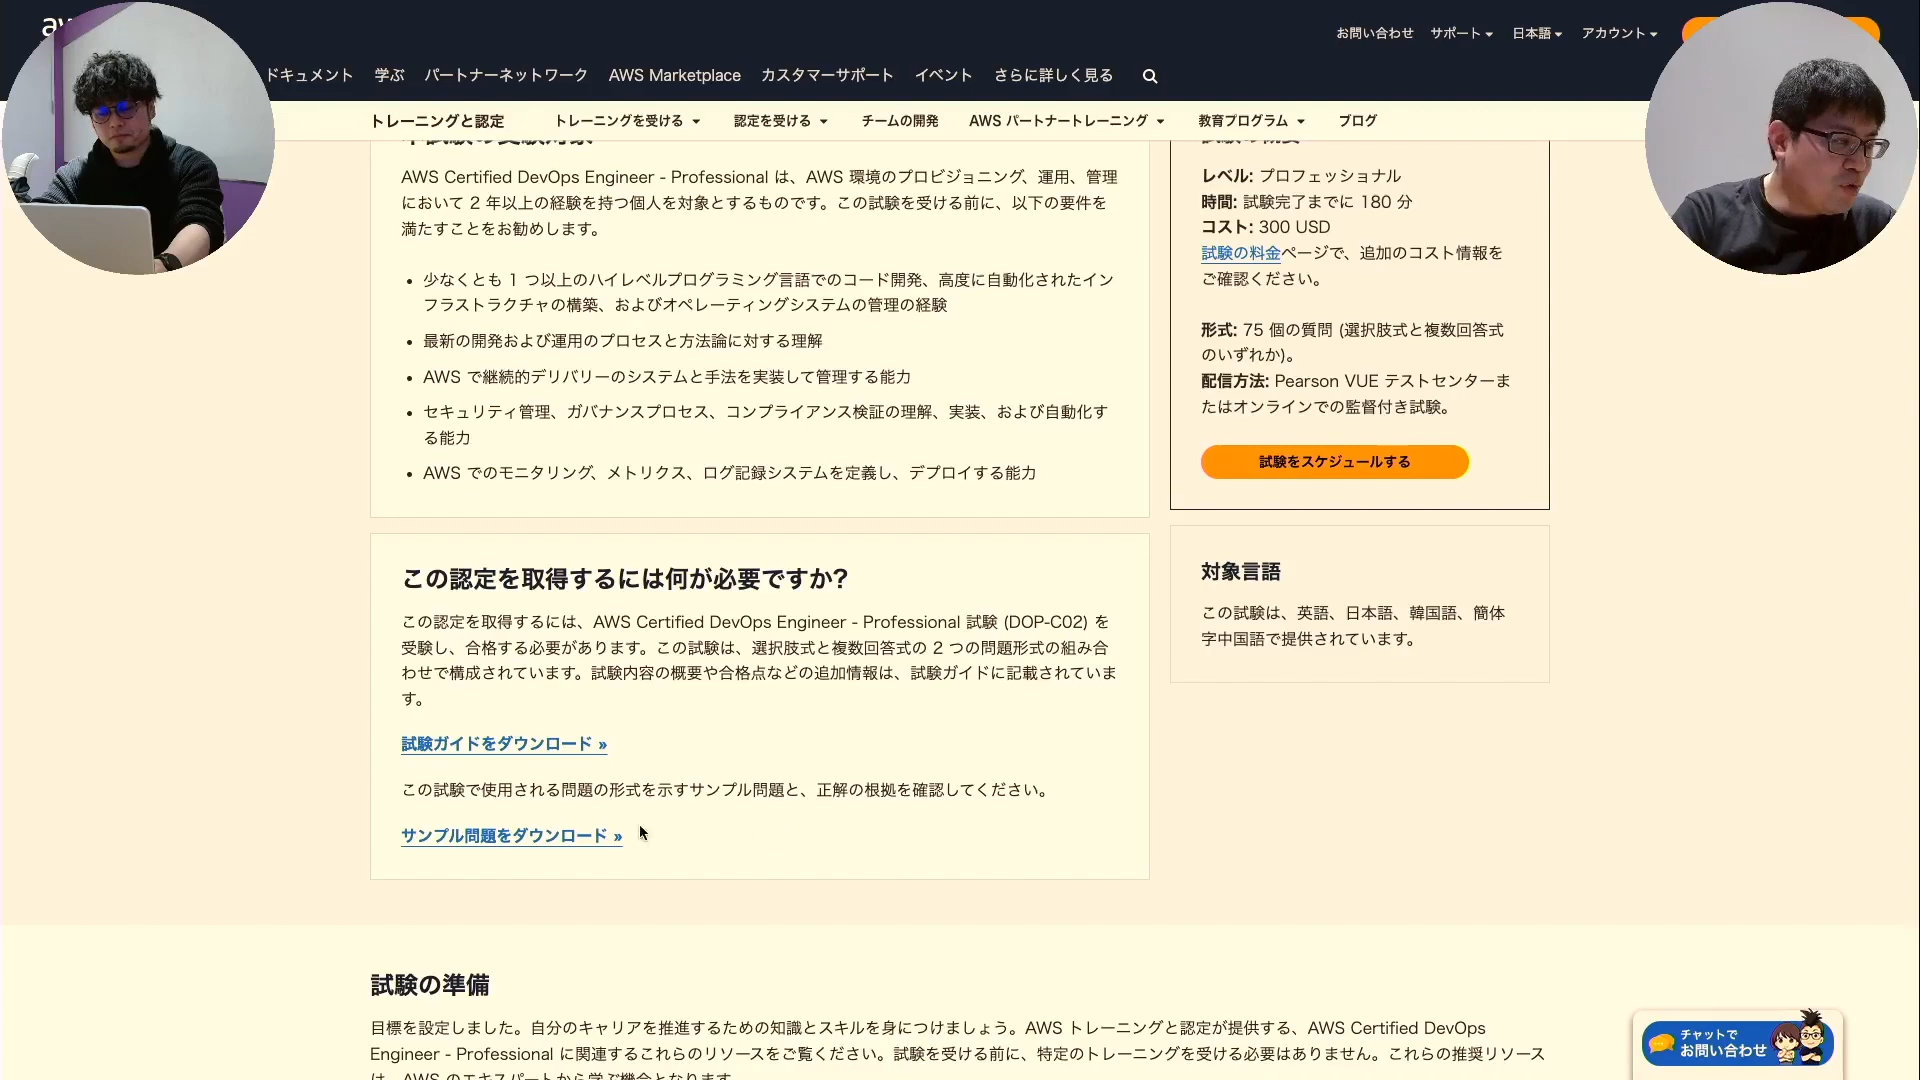 お問い合わせ サポート 日本語 アカウント
ドキュメント 学ぶ パートナーネットワーク AWS Marketplace カスタマーサポート イベント さらに詳しく見る
トレーニングと認定 トレーニングを受ける 認定を受ける チームの開発 AWS パートナートレーニング 教育プログラム ブログ
AWS Certified DevOps Engineer - Professional は、AWS 環境のプロビジョニング、運用、管理
において 2 年以上の経験を持つ個人を対象とするものです。この試験を受ける前に、以下の要件を
満たすことをお勧めします。
• 少なくとも 1 つ以上のハイレベルプログラミング言語でのコード開発、高度に自動化されたイン
フラストラクチャの構築、およびオペレーティングシステムの管理の経験
• 最新の開発および運用のプロセスと方法論に対する理解
• AWS で継続的デリバリーのシステムと手法を実装して管理する能力
• セキュリティ管理、ガバナンスプロセス、コンプライアンス検証の理解、実装、および自動化す
る能力
• AWS でのモニタリング、メトリクス、ログ記録システムを定義し、デプロイする能力
レベル: プロフェッショナル
時間: 試験完了までに 180 分
コスト: 300 USD
試験の料金ページで、追加のコスト情報を
ご確認ください。
形式: 75 個の質問 (選択肢式と複数回答式
のいずれか)。
配信方法: Pearson VUE テストセンターま
たはオンラインでの監督付き試験。
試験をスケジュールする
この認定を取得するには何が必要ですか?
この認定を取得するには、AWS Certified DevOps Engineer - Professional 試験 (DOP-C02) を
受験し、合格する必要があります。この試験は、選択肢式と複数回答式の 2 つの問題形式の組み合
わせで構成されています。試験内容の概要や合格点などの追加情報は、試験ガイドに記載されていま
す。
試験ガイドをダウンロード »
この試験で使用される問題の形式を示すサンプル問題と、正解の根拠を確認してください。
サンプル問題をダウンロード »
対象言語
この試験は、英語、日本語、韓国語、簡体
字中国語で提供されています。
試験の準備
目標を設定しました。自分のキャリアを推進するための知識とスキルを身につけましょう。AWS トレーニングと認定が提供する、AWS Certified DevOps
Engineer - Professional に関連するこれらのリソースをご覧ください。試験を受ける前に、特定のトレーニングを受ける必要はありません。これらの推奨リソース
は、AWS のエキスパートから学ぶ機会となります。
チャットで
お問い合わせ